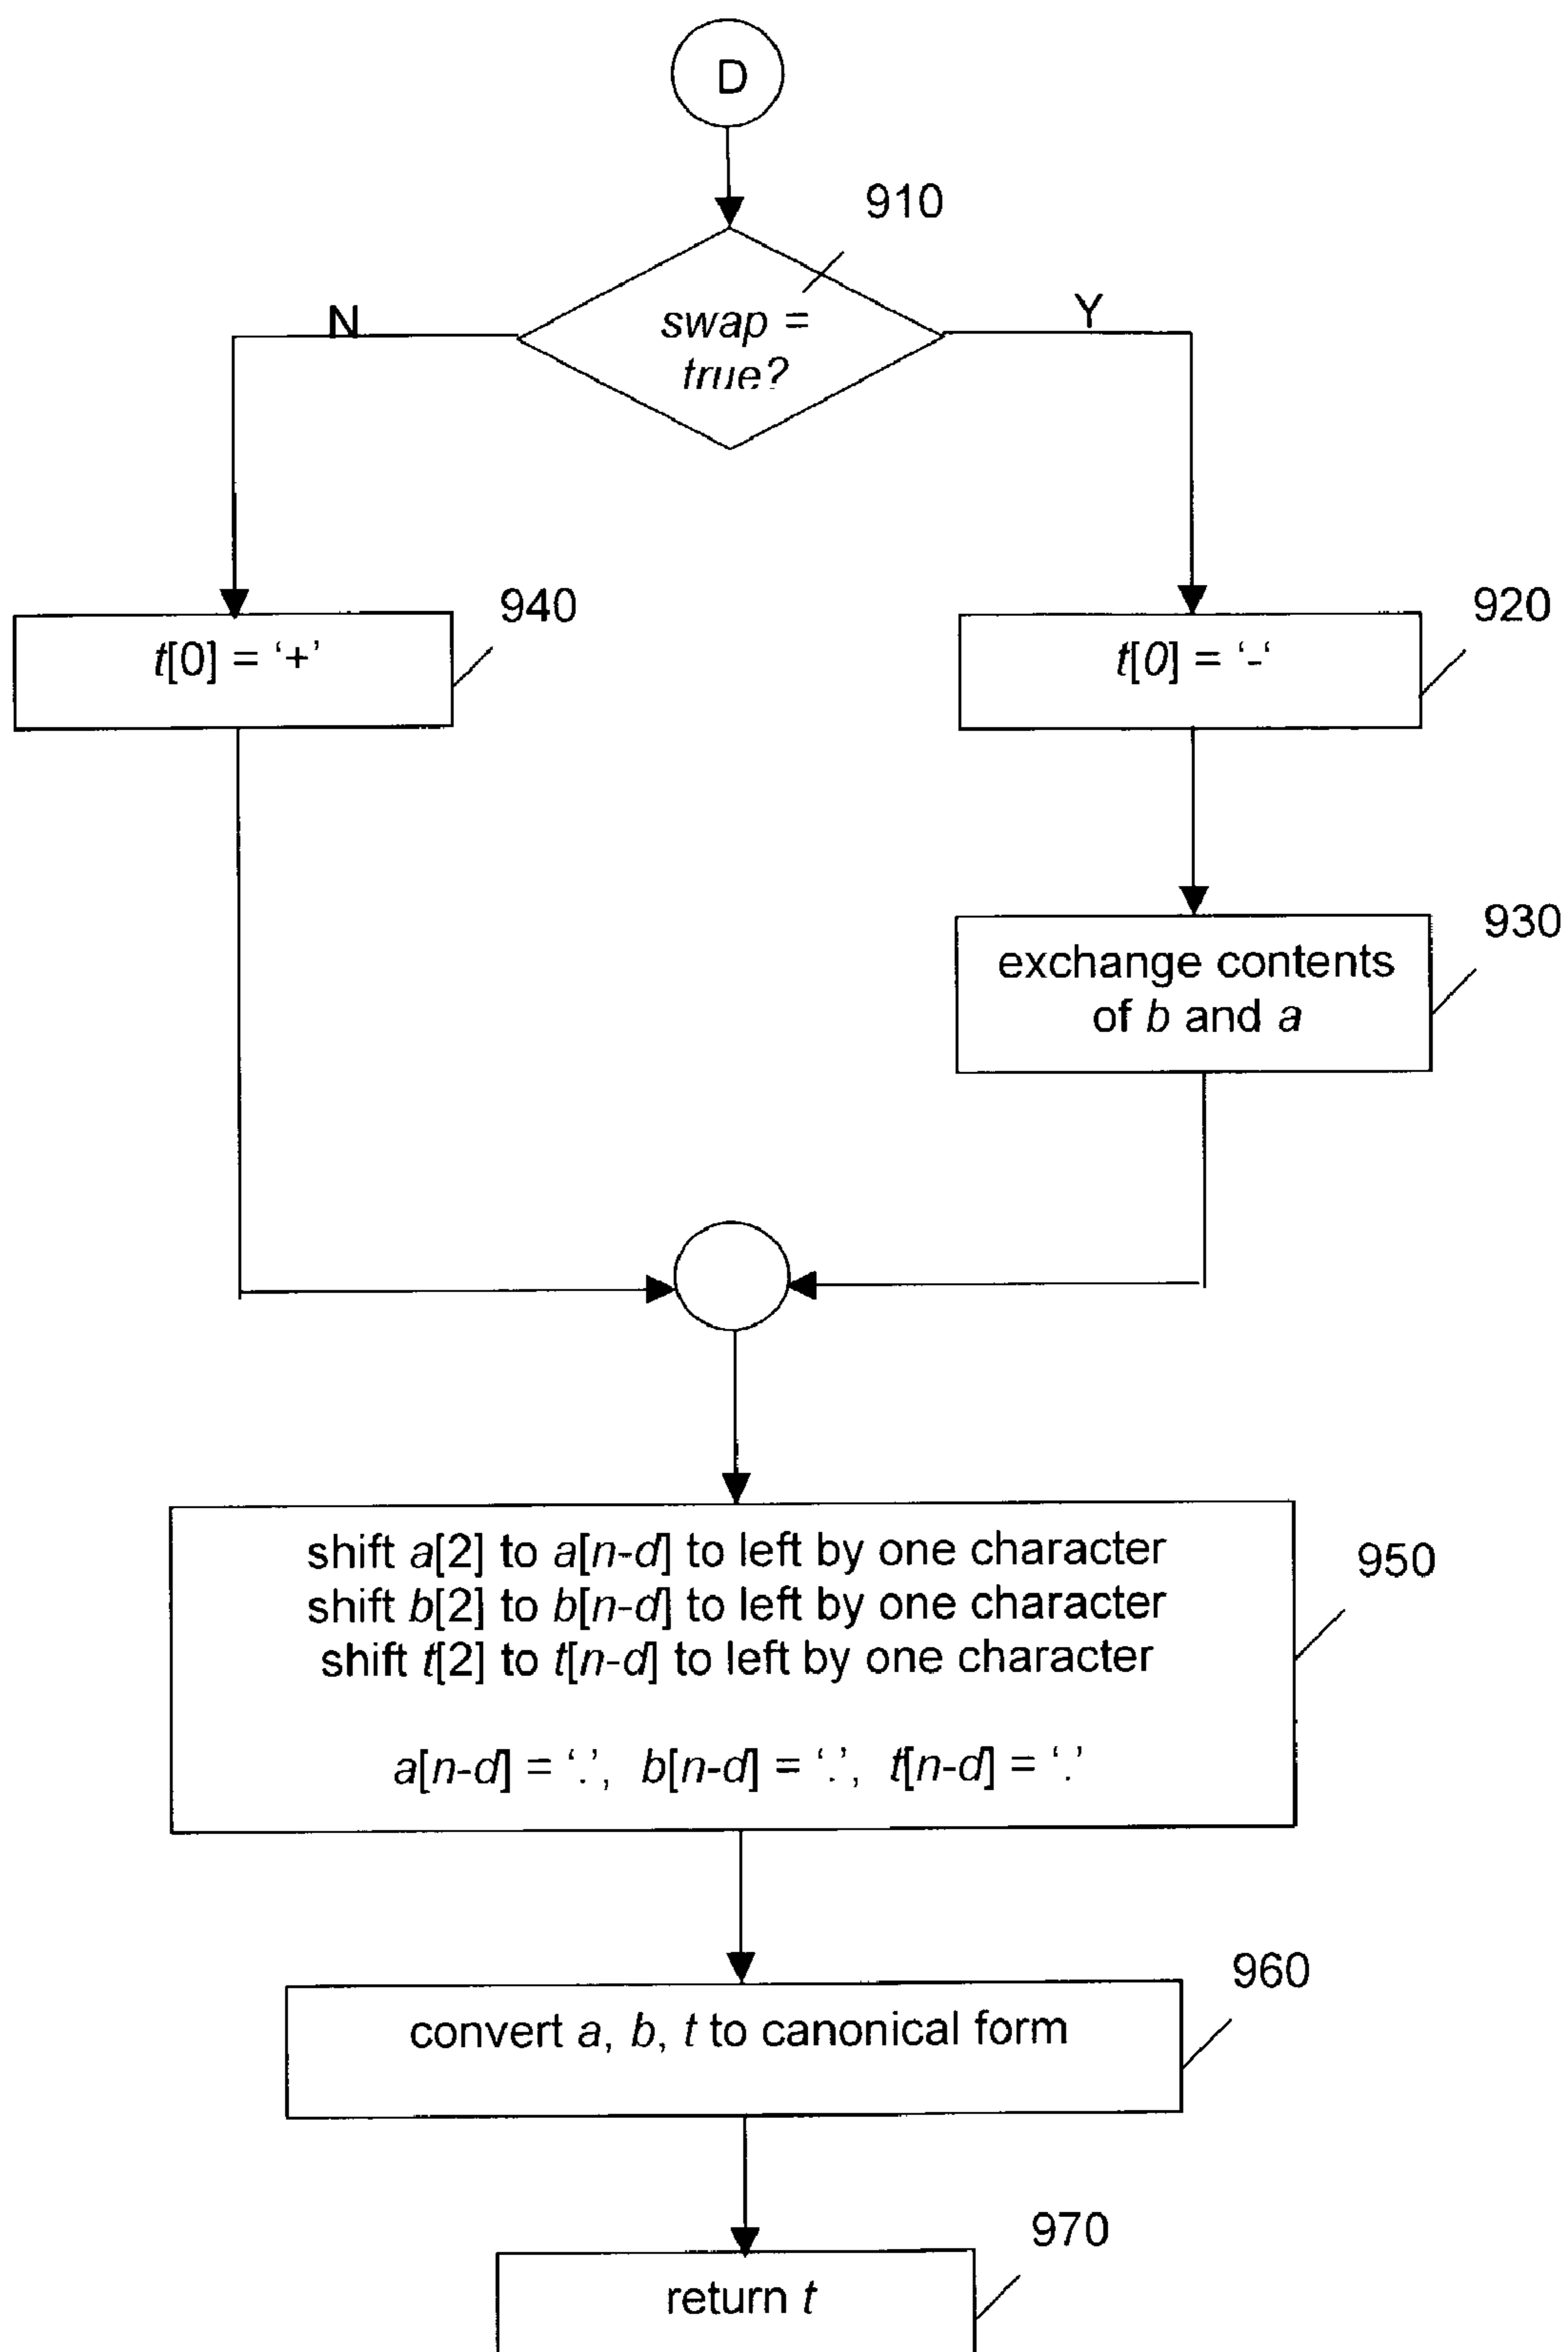 D
910
swap =
true?
N
Y
940
t[0] = ‘+’
920
t[0] = ‘-‘
930
exchange contents
of b and a
950
shift a[2] to a[n-d] to left by one character
shift b[2] to b[n-d] to left by one character
shift t[2] to t[n-d] to left by one character
a[n-d] = ‘.’, b[n-d] = ‘.’, t[n-d] = ‘.’
960
convert a, b, t to canonical form
970
return t